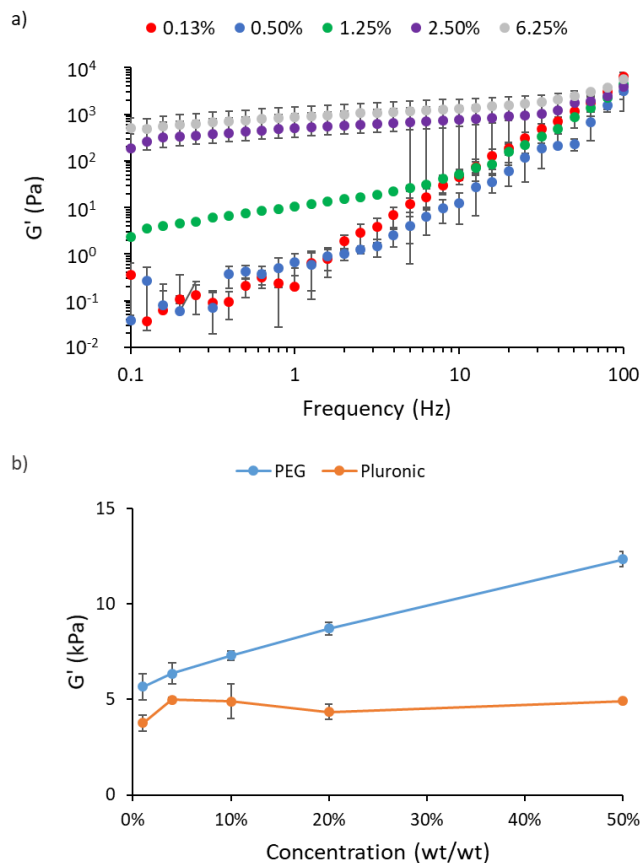 a)
0.13% 0.50% 1.25% 2.50% 6.25%
10^4
10^3
10^2
10^1
10^0
10^-1
10^-2
G' (Pa)
0.1 1 10 100
Frequency (Hz)
b)
PEG Pluronic
15
10
5
0
G' (kPa)
0% 10% 20% 30% 40% 50%
Concentration (wt/wt)